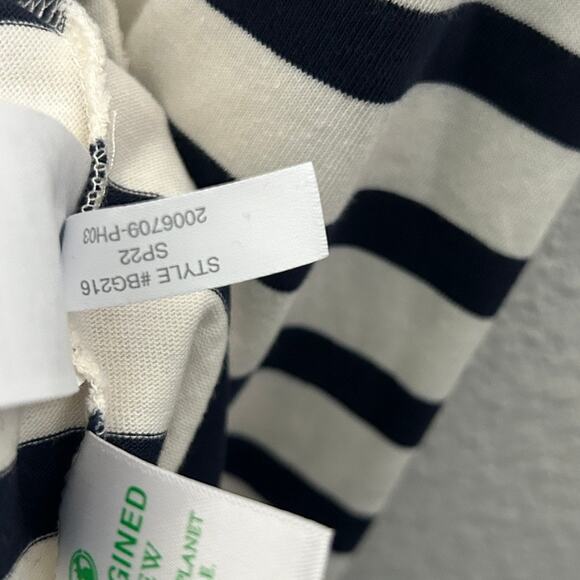 STYLE #BG216
SP22
2006709-PH03
GINED
EW
PLANET
E.